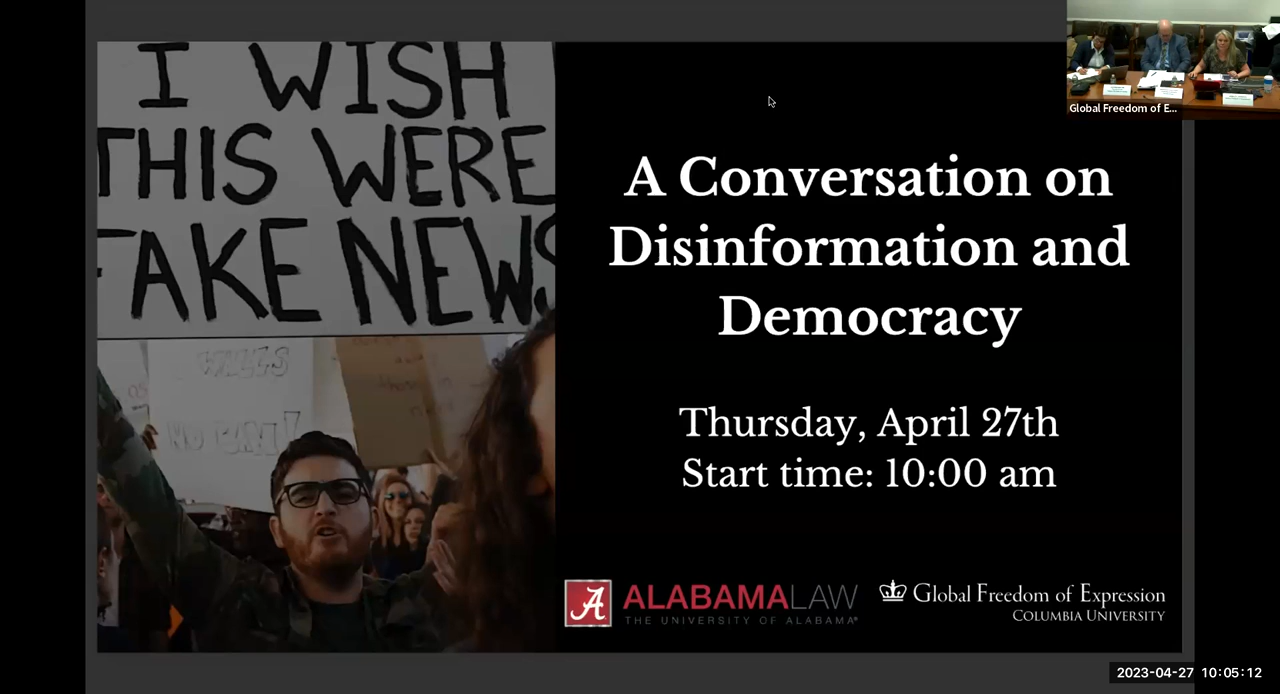 I WISH
THIS WERE
FAKE NEWS
A Conversation on
Disinformation and
Democracy
Thursday, April 27th
Start time: 10:00 am
A
ALABAMALAW
THE UNIVERSITY OF ALABAMA®
Global Freedom of Expression
COLUMBIA UNIVERSITY
Global Freedom of E...
2023-04-27 10:05:12